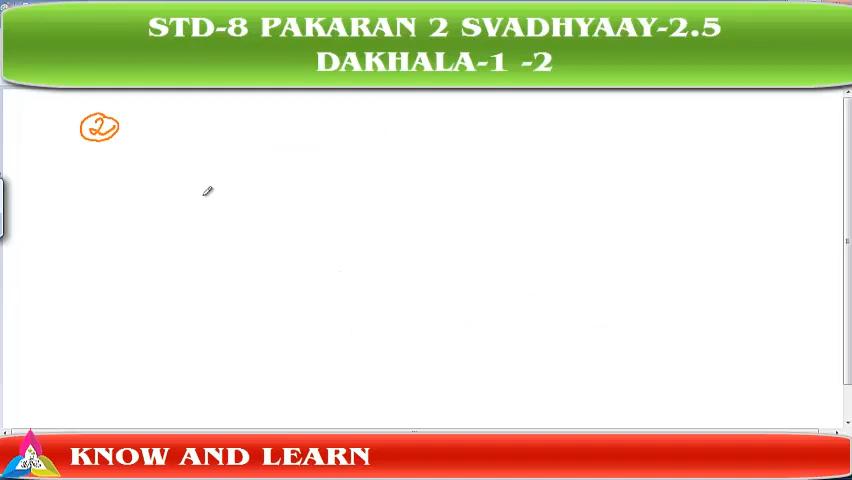 STD-8 PAKARAN 2 SVADHYAAY-2.5
DAKHALA-1 -2
2
KNOW AND LEARN